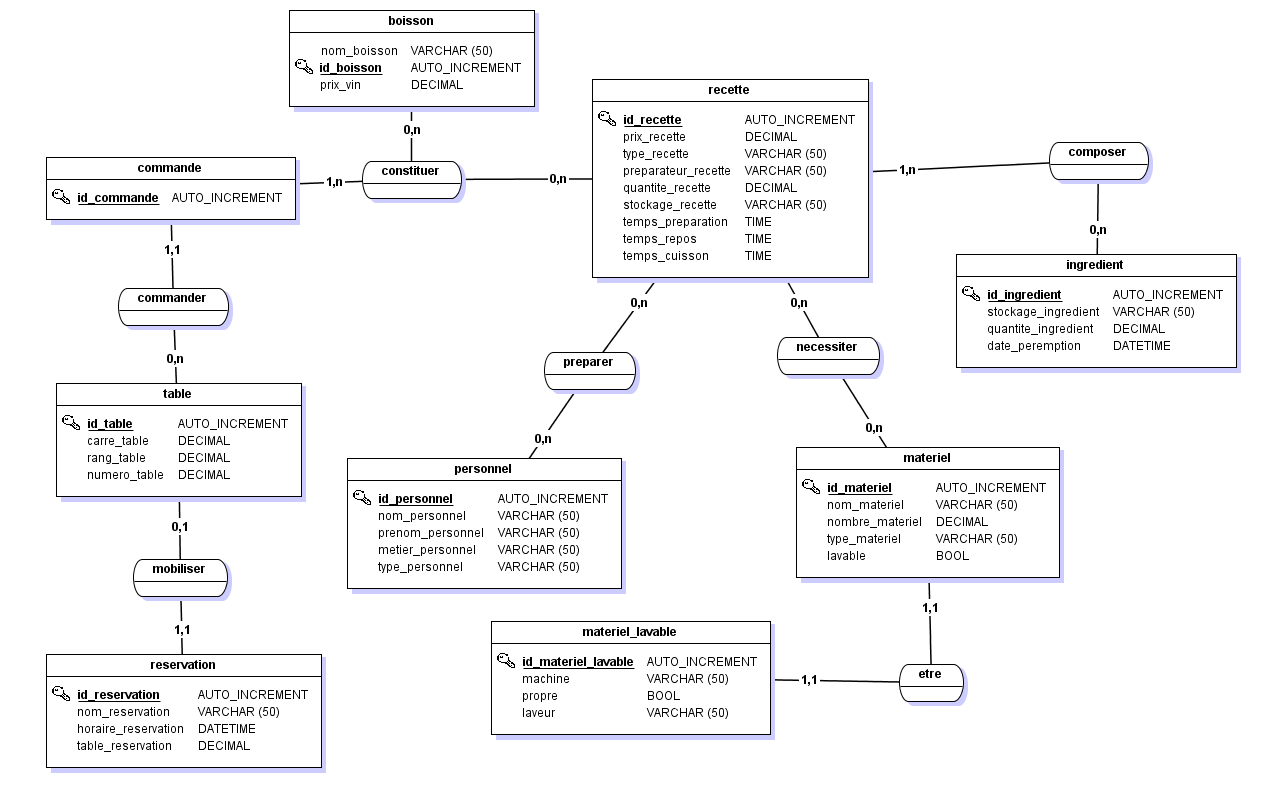 boisson
nom_boisson VARCHAR (50)
id_boisson AUTO_INCREMENT
prix_vin DECIMAL
0,n
recette
id_recette AUTO_INCREMENT
prix_recette DECIMAL
type_recette VARCHAR (50)
preparateur_recette VARCHAR (50)
quantite_recette DECIMAL
stockage_recette VARCHAR (50)
temps_preparation TIME
temps_repos TIME
temps_cuisson TIME
commande
id_commande AUTO_INCREMENT
1,n
constituer
0,n
1,n
composer
0,n
ingredient
id_ingredient AUTO_INCREMENT
stockage_ingredient VARCHAR (50)
quantite_ingredient DECIMAL
date_peremption DATETIME
1,1
commander
0,n
0,n
preparer
0,n
0,n
necessiter
0,n
table
id_table AUTO_INCREMENT
carre_table DECIMAL
rang_table DECIMAL
numero_table DECIMAL
personnel
id_personnel AUTO_INCREMENT
nom_personnel VARCHAR (50)
prenom_personnel VARCHAR (50)
metier_personnel VARCHAR (50)
type_personnel VARCHAR (50)
materiel
id_materiel AUTO_INCREMENT
nom_materiel VARCHAR (50)
nombre_materiel DECIMAL
type_materiel VARCHAR (50)
lavable BOOL
0,1
mobiliser
1,1
1,1
etre
1,1
materiel_lavable
id_materiel_lavable AUTO_INCREMENT
machine VARCHAR (50)
propre BOOL
laveur VARCHAR (50)
reservation
id_reservation AUTO_INCREMENT
nom_reservation VARCHAR (50)
horaire_reservation DATETIME
table_reservation DECIMAL